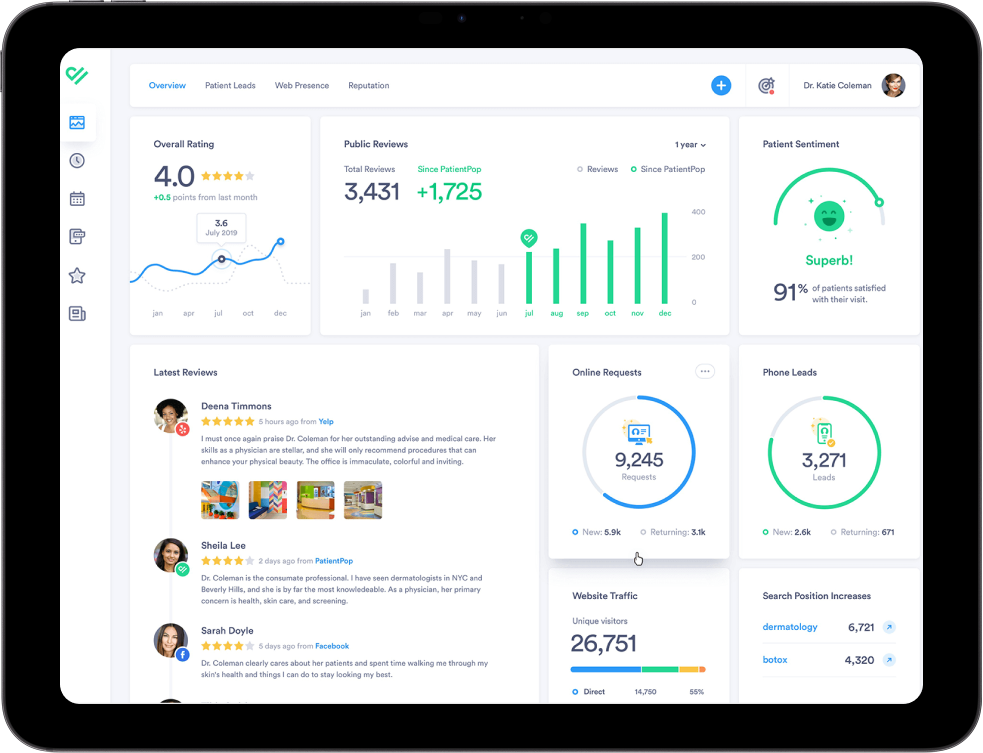 Overview
Patient Leads
Web Presence
Reputation
Dr. Katie Coleman
Overall Rating
4.0
+0.5 points from last month
3.6
July 2019
jan apr jul oct dec
Public Reviews
1 year
Total Reviews
3,431
Since PatientPop
+1,725
Reviews
Since PatientPop
400
200
0
jan feb mar apr may jun jul aug sep oct nov dec
Patient Sentiment
Superb!
91% of patients satisfied
with their visit.
Latest Reviews
Deena Timmons
5 hours ago from Yelp
I must once again praise Dr. Coleman for her outstanding advise and medical care. Her
skills as a physician are stellar, and she will only recommend procedures that can
enhance your physical beauty. The office is immaculate, colorful and inviting.
Sheila Lee
2 days ago from PatientPop
Dr. Coleman is the consumate professional. I have seen dermatologists in NYC and
Beverly Hills, and she is by far the most knowledeable. As a physician, her primary
concern is health, skin care, and screening.
Sarah Doyle
5 days ago from Facebook
Dr. Coleman clearly cares about her patients and spent time walking me through my
skin's health and things I can do to stay looking my best.
Online Requests
9,245
Requests
New: 5.9k
Returning: 3.1k
Phone Leads
3,271
Leads
New: 2.6k
Returning: 671
Website Traffic
Unique visitors
26,751
Direct 14,750 55%
Search Position Increases
dermatology 6,721
botox 4,320